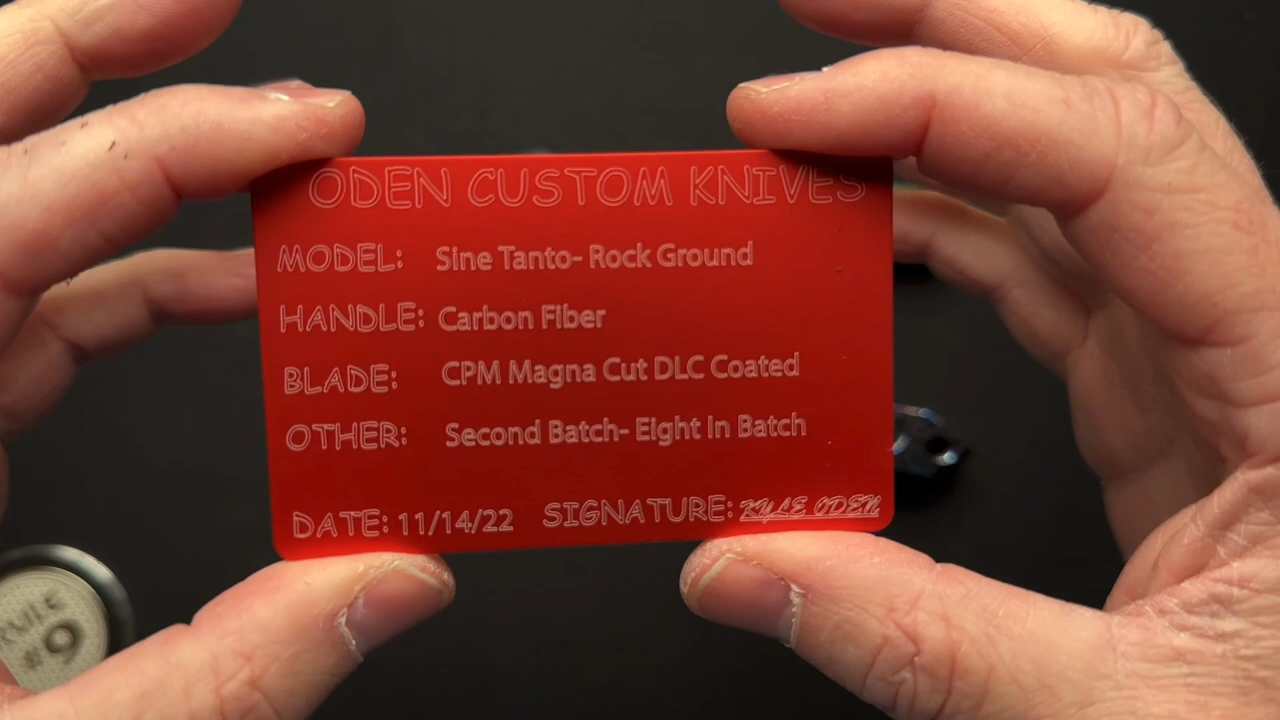 ODEN CUSTOM KNIVES
MODEL: Sine Tanto- Rock Ground
HANDLE: Carbon Fiber
BLADE: CPM Magna Cut DLC Coated
OTHER: Second Batch- Eight In Batch
DATE: 11/14/22 SIGNATURE: KYLE ODEN
RULE
#9